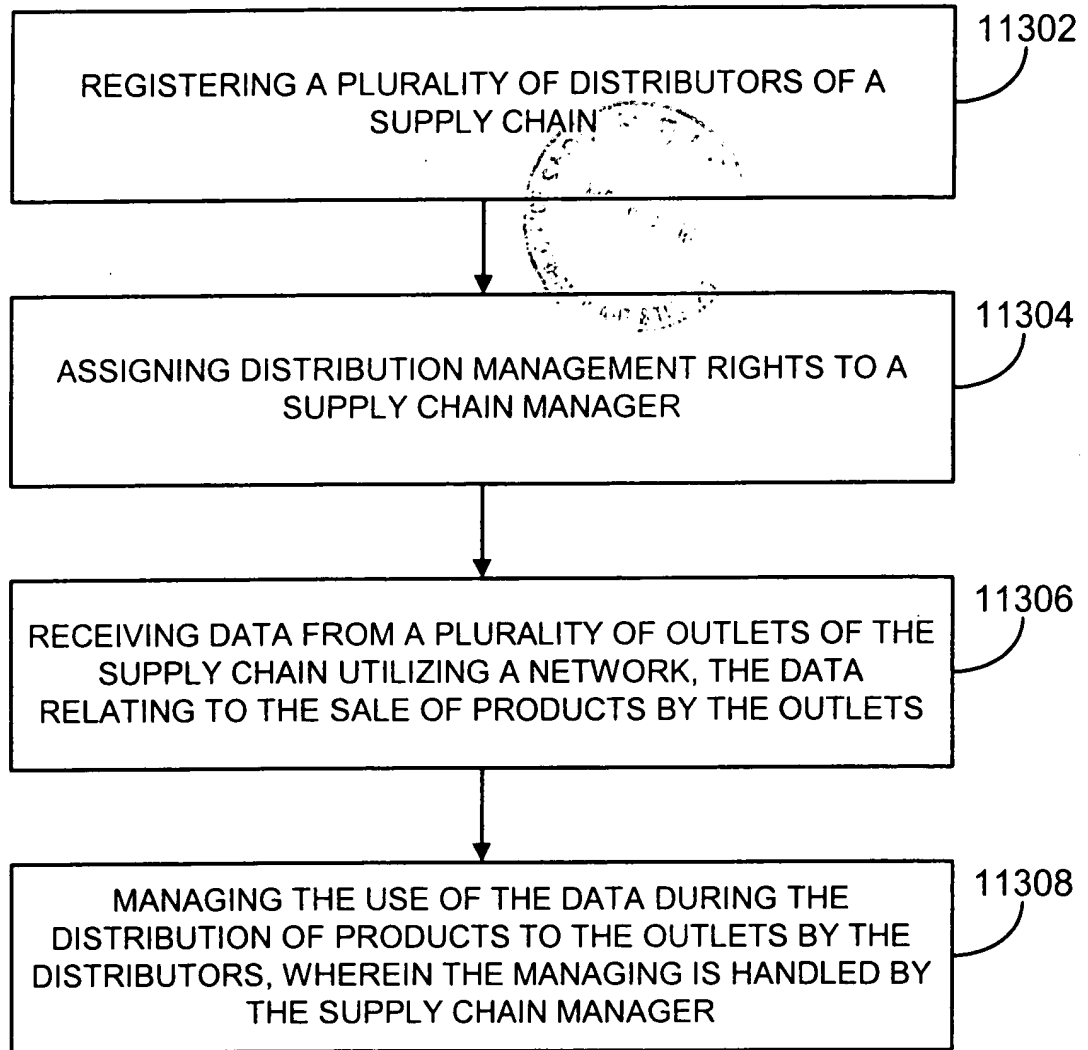 11302
REGISTERING A PLURALITY OF DISTRIBUTORS OF A
SUPPLY CHAIN
11304
ASSIGNING DISTRIBUTION MANAGEMENT RIGHTS TO A
SUPPLY CHAIN MANAGER
11306
RECEIVING DATA FROM A PLURALITY OF OUTLETS OF THE
SUPPLY CHAIN UTILIZING A NETWORK, THE DATA
RELATING TO THE SALE OF PRODUCTS BY THE OUTLETS
11308
MANAGING THE USE OF THE DATA DURING THE
DISTRIBUTION OF PRODUCTS TO THE OUTLETS BY THE
DISTRIBUTORS, WHEREIN THE MANAGING IS HANDLED BY
THE SUPPLY CHAIN MANAGER